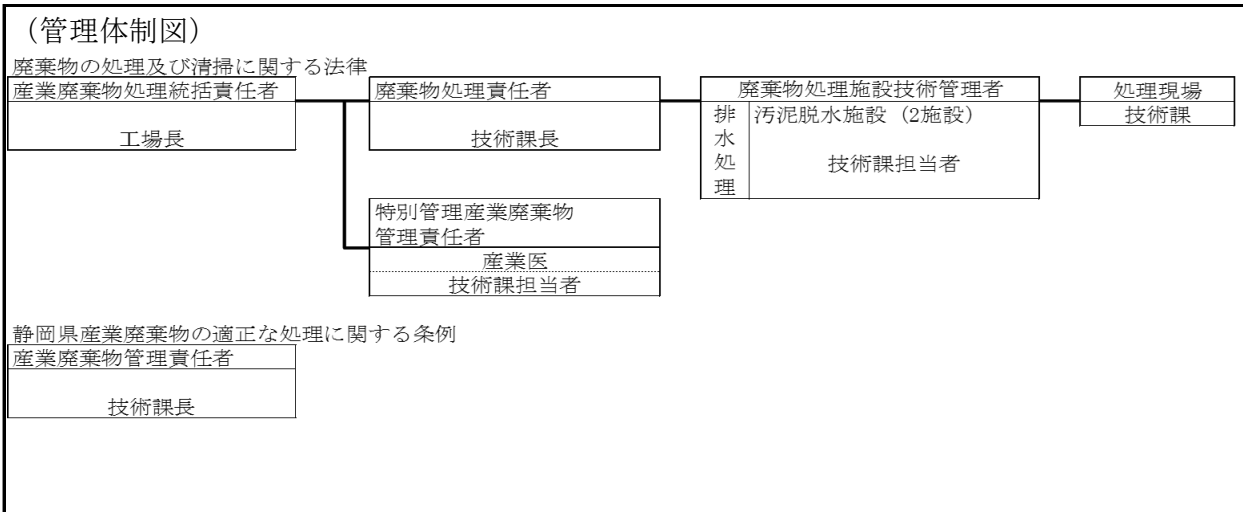 （管理体制図）
廃棄物の処理及び清掃に関する法律
産業廃棄物処理統括責任者
工場長
廃棄物処理責任者
技術課長
廃棄物処理施設技術管理者
排水処理
汚泥脱水施設（2施設）
技術課担当者
処理現場
技術課
特別管理産業廃棄物
管理責任者
産業医
技術課担当者
静岡県産業廃棄物の適正な処理に関する条例
産業廃棄物管理責任者
技術課長